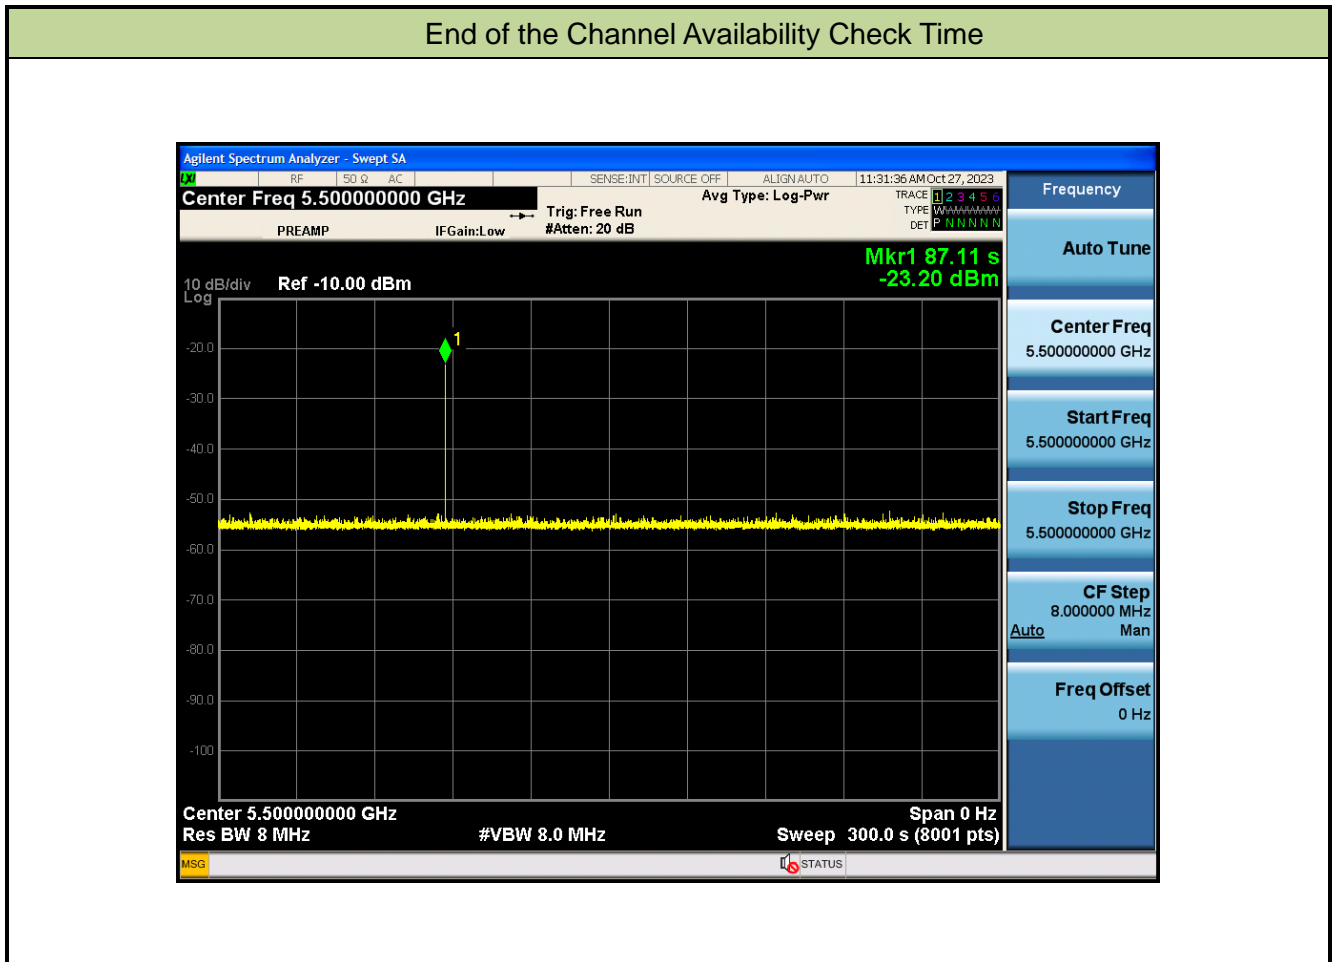 End of the Channel Availability Check Time
Agilent Spectrum Analyzer - Swept SA
LXI RF 50 Ω AC SENSE:INT SOURCE OFF ALIGN AUTO 11:31:36 AM Oct 27, 2023
Center Freq 5.500000000 GHz
PREAMP IFGain:Low
Trig: Free Run
#Atten: 20 dB
Avg Type: Log-Pwr
TRACE 1 2 3 4 5 6
TYPE W
DET P N N N N N
Mkr1 87.11 s
-23.20 dBm
10 dB/div Ref -10.00 dBm
Log
1
-20.0
-30.0
-40.0
-50.0
-60.0
-70.0
-80.0
-90.0
-100
Center 5.500000000 GHz Span 0 Hz
Res BW 8 MHz #VBW 8.0 MHz Sweep 300.0 s (8001 pts)
Frequency
Auto Tune
Center Freq
5.500000000 GHz
Start Freq
5.500000000 GHz
Stop Freq
5.500000000 GHz
CF Step
8.000000 MHz
Auto Man
Freq Offset
0 Hz
MSG STATUS